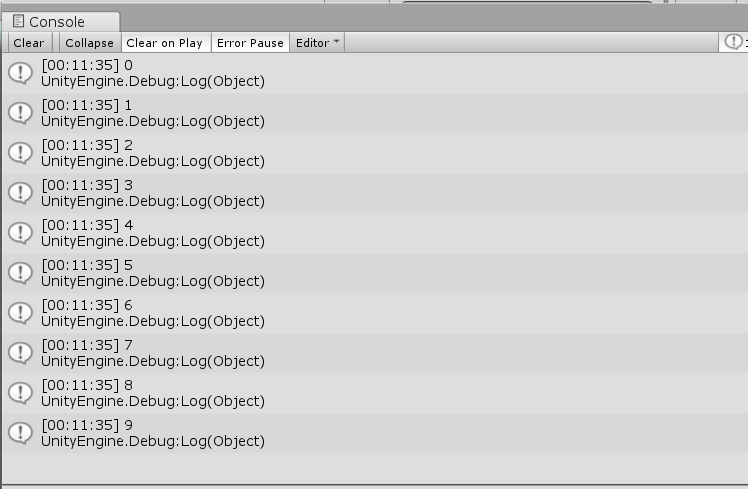 Console
Clear Collapse Clear on Play Error Pause Editor
[00:11:35] 0
UnityEngine.Debug:Log(Object)
[00:11:35] 1
UnityEngine.Debug:Log(Object)
[00:11:35] 2
UnityEngine.Debug:Log(Object)
[00:11:35] 3
UnityEngine.Debug:Log(Object)
[00:11:35] 4
UnityEngine.Debug:Log(Object)
[00:11:35] 5
UnityEngine.Debug:Log(Object)
[00:11:35] 6
UnityEngine.Debug:Log(Object)
[00:11:35] 7
UnityEngine.Debug:Log(Object)
[00:11:35] 8
UnityEngine.Debug:Log(Object)
[00:11:35] 9
UnityEngine.Debug:Log(Object)